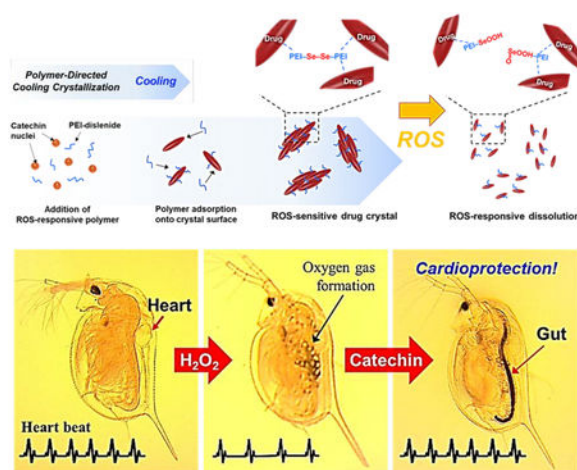 Drug
Drug
Drug
PEI–Se–Se–PEI
Drug
PEI–SeOOH
SeOOH–PEI
O
Drug
Polymer-Directed
Cooling Crystallization
Cooling
ROS
Catechin
nuclei
PEI-dislenide
Addition of
ROS-responsive polymer
Polymer adsorption
onto crystal surface
ROS-sensitive drug crystal
ROS-responsive dissolution
Heart
Heart beat
H2O2
Oxygen gas
formation
Catechin
Cardioprotection!
Gut